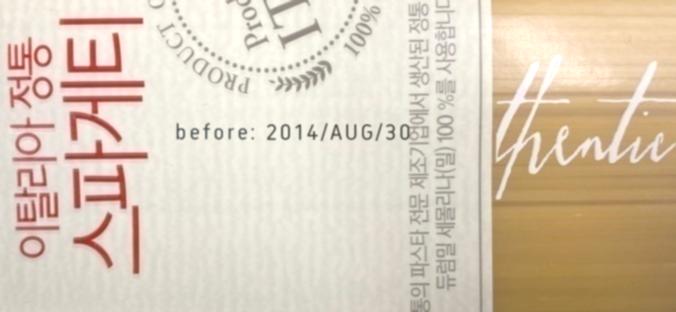 이탈리아 정통
스파게티
PRODUCT
Prod
IT
100%
before: 2014/AUG/30
통의 파스타 전문 제조기업에서 생산된 정통
듀럼밀 세몰리나(밀) 100 %를 사용합니다
thentic